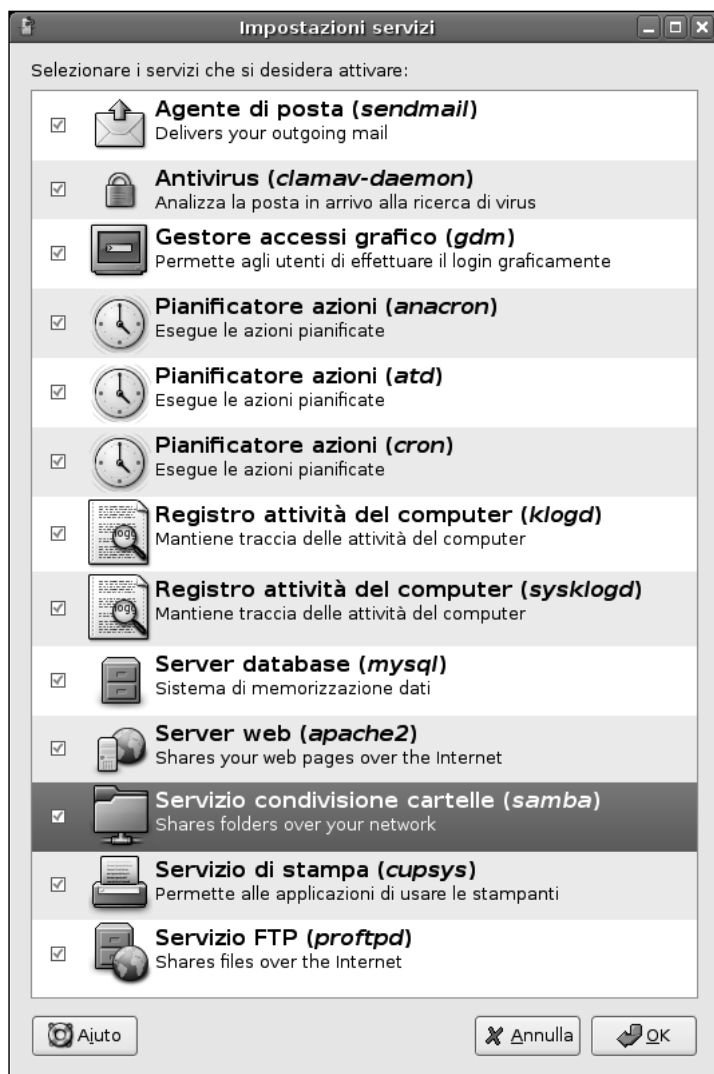 Impostazioni servizi
Selezionare i servizi che si desidera attivare:
Agente di posta (sendmail)
Delivers your outgoing mail
Antivirus (clamav-daemon)
Analizza la posta in arrivo alla ricerca di virus
Gestore accessi grafico (gdm)
Permette agli utenti di effettuare il login graficamente
Pianificatore azioni (anacron)
Esegue le azioni pianificate
Pianificatore azioni (atd)
Esegue le azioni pianificate
Pianificatore azioni (cron)
Esegue le azioni pianificate
Registro attività del computer (klogd)
Mantiene traccia delle attività del computer
Registro attività del computer (sysklogd)
Mantiene traccia delle attività del computer
Server database (mysql)
Sistema di memorizzazione dati
Server web (apache2)
Shares your web pages over the Internet
Servizio condivisione cartelle (samba)
Shares folders over your network
Servizio di stampa (cupsys)
Permette alle applicazioni di usare le stampanti
Servizio FTP (proftpd)
Shares files over the Internet
Aiuto
Annulla
OK